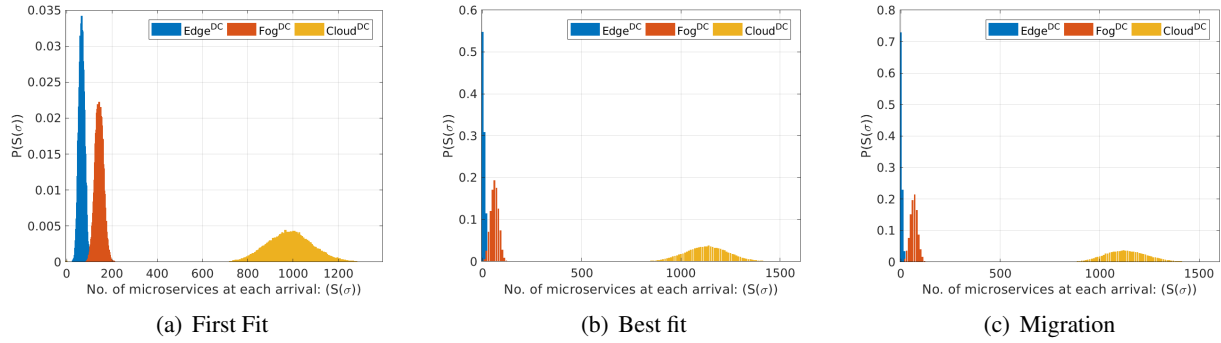 0.035
0.03
0.025
0.02
0.015
0.01
0.005
0
P(S(σ))
Edge^DC Fog^DC Cloud^DC
0 200 400 600 800 1000 1200
No. of microservices at each arrival: (S(σ))
(a) First Fit
0.6
0.5
0.4
0.3
0.2
0.1
0
P(S(σ))
Edge^DC Fog^DC Cloud^DC
0 500 1000 1500
No. of microservices at each arrival: (S(σ))
(b) Best fit
0.8
0.7
0.6
0.5
0.4
0.3
0.2
0.1
0
P(S(σ))
Edge^DC Fog^DC Cloud^DC
0 500 1000 1500
No. of microservices at each arrival: (S(σ))
(c) Migration